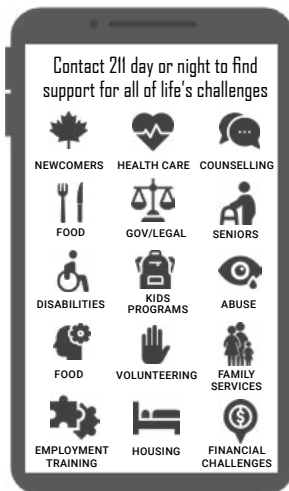 Contact 211 day or night to find
support for all of life's challenges
NEWCOMERS HEALTH CARE COUNSELLING
FOOD GOV/LEGAL SENIORS
DISABILITIES KIDS PROGRAMS ABUSE
FOOD VOLUNTEERING FAMILY SERVICES
EMPLOYMENT TRAINING HOUSING FINANCIAL CHALLENGES